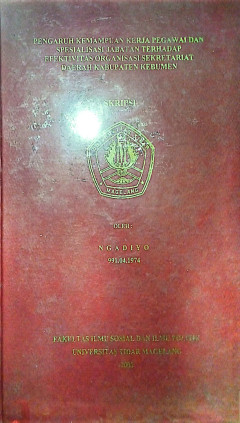 PENGARUH KEMAMPUAN KERJA PEGAWAI DAN
SPESIALISASI JABATAN TERHADAP
EFEKTIVITAS ORGANISASI SEKRETARIAT
DAERAH KABUPATEN KEBUMEN
SKRIPSI
MAGELANG
OLEH :
NGADIYO
FAKULTAS ILMU SOSIAL DAN ILMU POLITIK
UNIVERSITAS TIDAR MAGELANG